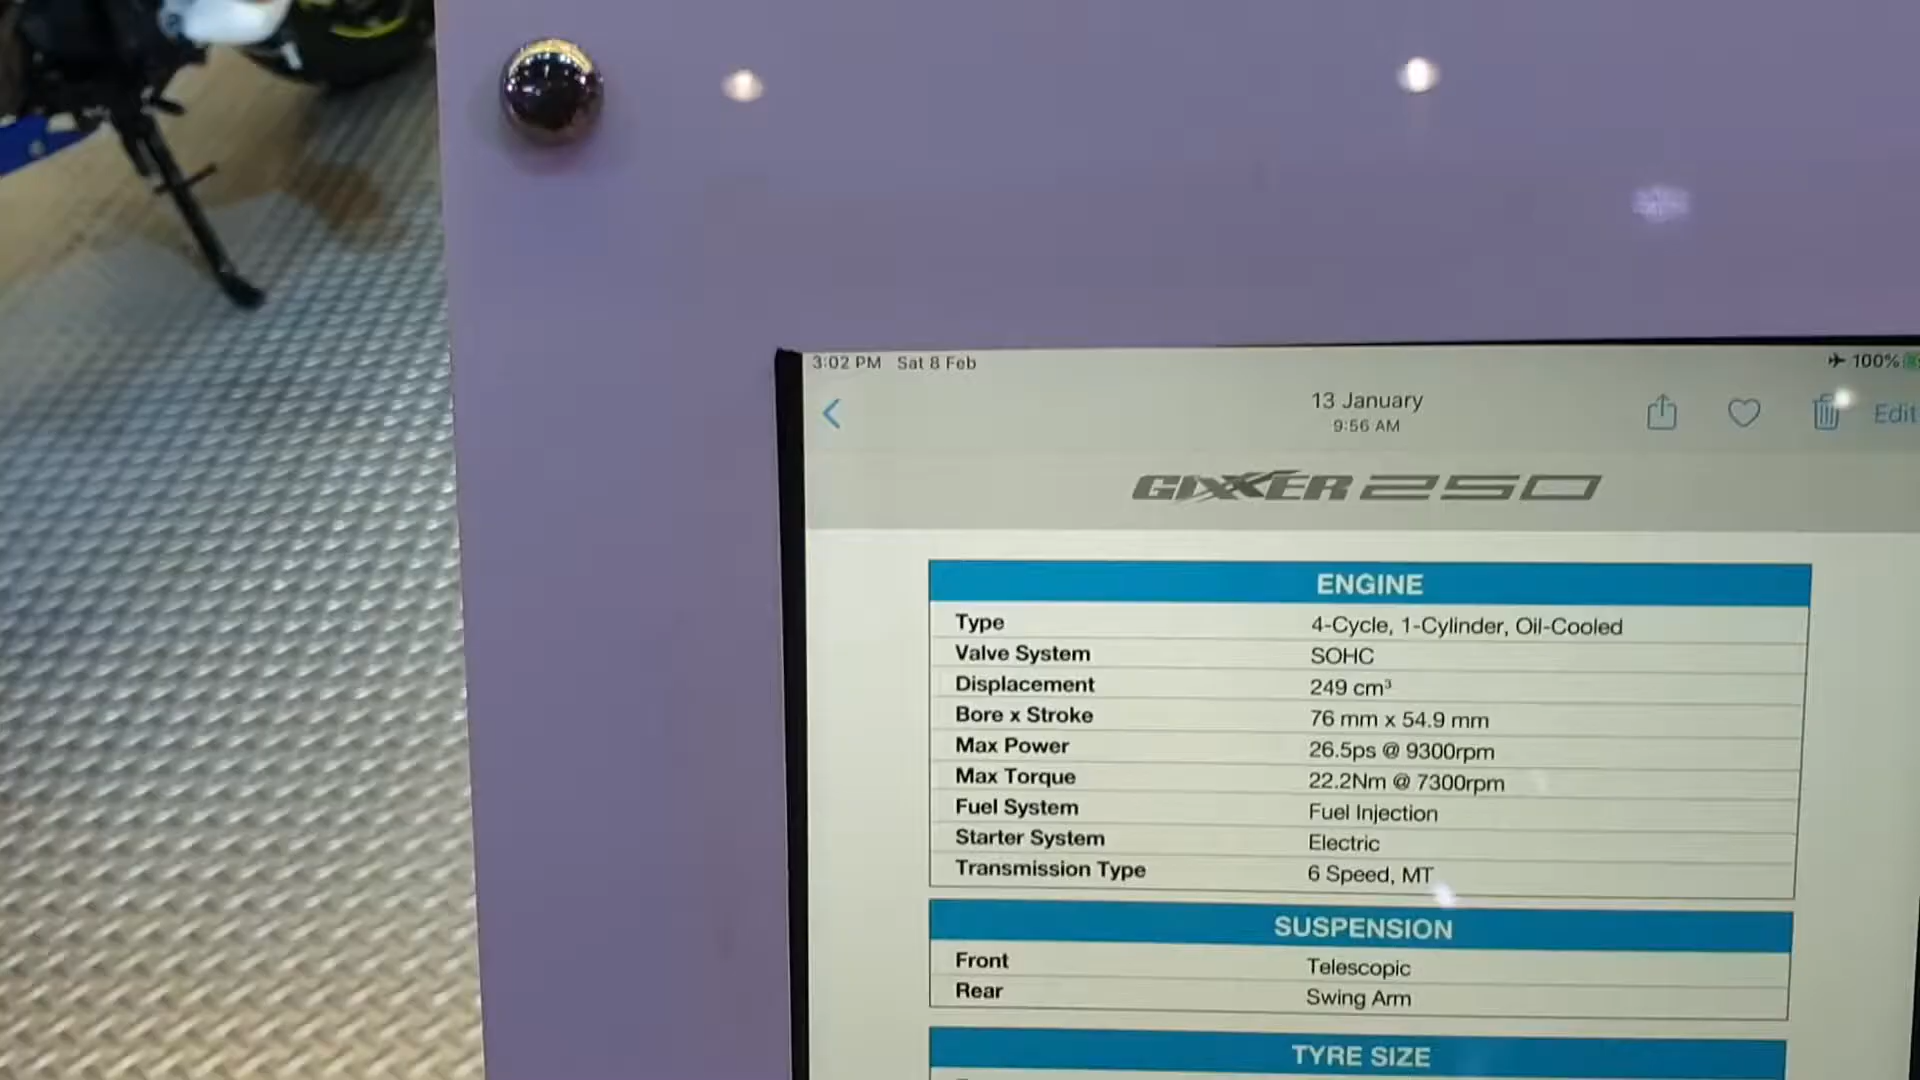 3:02 PM Sat 8 Feb
100%
13 January
9:56 AM
Edit
GIXXER 250
ENGINE
Type 4-Cycle, 1-Cylinder, Oil-Cooled
Valve System SOHC
Displacement 249 cm³
Bore x Stroke 76 mm x 54.9 mm
Max Power 26.5ps @ 9300rpm
Max Torque 22.2Nm @ 7300rpm
Fuel System Fuel Injection
Starter System Electric
Transmission Type 6 Speed, MT
SUSPENSION
Front Telescopic
Rear Swing Arm
TYRE SIZE